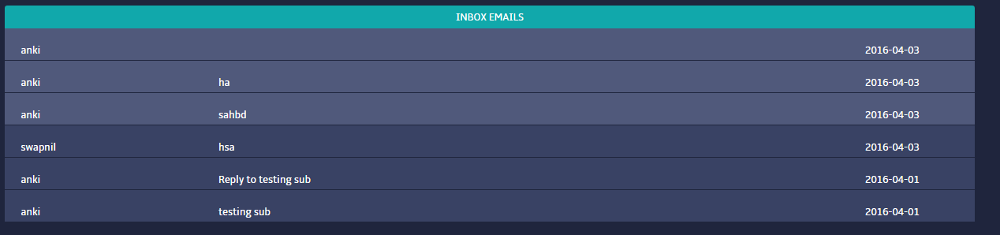 INBOX EMAILS
anki 2016-04-03
anki ha 2016-04-03
anki sahbd 2016-04-03
swapnil hsa 2016-04-03
anki Reply to testing sub 2016-04-01
anki testing sub 2016-04-01